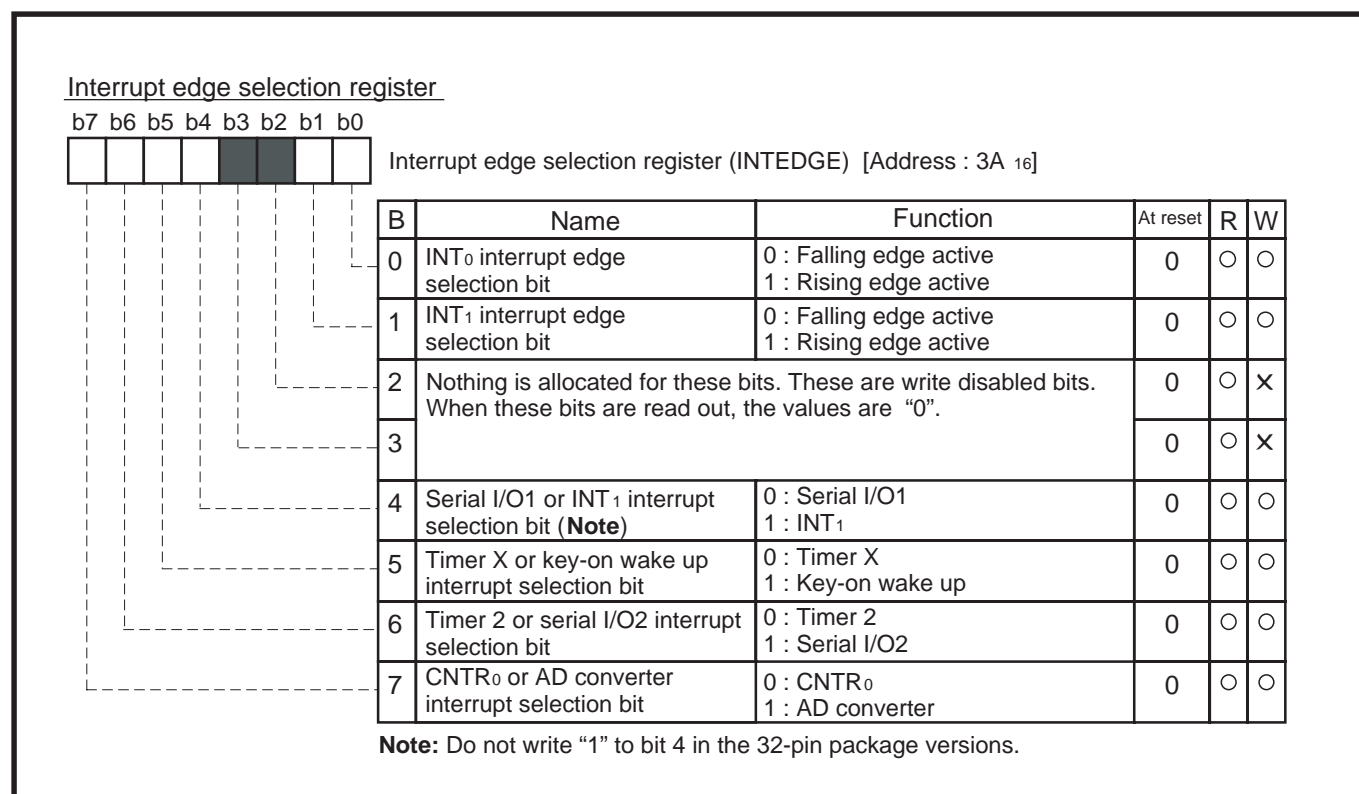 Interrupt edge selection register
b7 b6 b5 b4 b3 b2 b1 b0
Interrupt edge selection register (INTEDGE) [Address : 3A 16]
B Name Function At reset R W
0 INT0 interrupt edge selection bit 0 : Falling edge active 0 ○ ○
1 : Rising edge active
1 INT1 interrupt edge selection bit 0 : Falling edge active 0 ○ ○
1 : Rising edge active
2 Nothing is allocated for these bits. These are write disabled bits. 0 ○ ×
When these bits are read out, the values are “0”.
3 0 ○ ×
4 Serial I/O1 or INT1 interrupt selection bit (Note) 0 : Serial I/O1 0 ○ ○
1 : INT1
5 Timer X or key-on wake up interrupt selection bit 0 : Timer X 0 ○ ○
1 : Key-on wake up
6 Timer 2 or serial I/O2 interrupt selection bit 0 : Timer 2 0 ○ ○
1 : Serial I/O2
7 CNTR0 or AD converter interrupt selection bit 0 : CNTR0 0 ○ ○
1 : AD converter
Note: Do not write “1” to bit 4 in the 32-pin package versions.